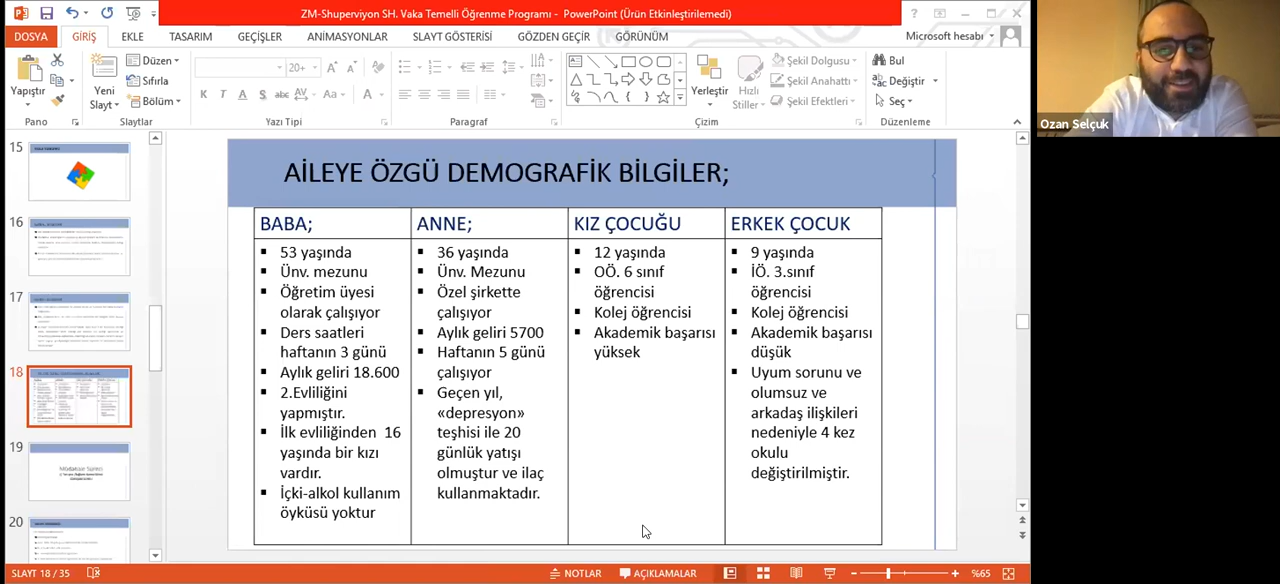 ZM-Shuperviyon SH. Vaka Temelli Öğrenme Programı - PowerPoint (Ürün Etkinleştirilemedi)
DOSYA GİRİŞ EKLE TASARIM GEÇİŞLER ANİMASYONLAR SLAYT GÖSTERİSİ GÖZDEN GEÇİR GÖRÜNÜM Microsoft hesabı
Yapıştır
Yeni
Slayt
Düzen
Sıfırla
Bölüm
20+
K T A S abc AV Aa A
Yerleştir
Hızlı
Stiller
Şekil Dolgusu
Şekil Anahattı
Şekil Efektleri
Bul
Değiştir
Seç
Pano Slaytlar Yazı Tipi Paragraf Çizim Düzenleme
Ozan Selçuk
15
16
17
18
19
20
AİLEYE ÖZGÜ DEMOGRAFİK BİLGİLER;
BABA;
53 yaşında
Ünv. mezunu
Öğretim üyesi
olarak çalışıyor
Ders saatleri
haftanın 3 günü
Aylık geliri 18.600
2.Evliliğini
yapmıştır.
İlk evliliğinden 16
yaşında bir kızı
vardır.
İçki-alkol kullanım
öyküsü yoktur
ANNE;
36 yaşında
Ünv. Mezunu
Özel şirkette
çalışıyor
Aylık geliri 5700
Haftanın 5 günü
çalışıyor
Geçen yıl,
«depresyon»
teşhisi ile 20
günlük yatışı
olmuştur ve ilaç
kullanmaktadır.
KIZ ÇOCUĞU
12 yaşında
OÖ. 6 sınıf
öğrencisi
Kolej öğrencisi
Akademik başarısı
yüksek
ERKEK ÇOCUK
9 yaşında
İÖ. 3.sınıf
öğrencisi
Kolej öğrencisi
Akademik başarısı
düşük
Uyum sorunu ve
olumsuz ve
arkadaş ilişkileri
nedeniyle 4 kez
okulu
değiştirilmiştir.
SLAYT 18 / 35 NOTLAR AÇIKLAMALAR %65